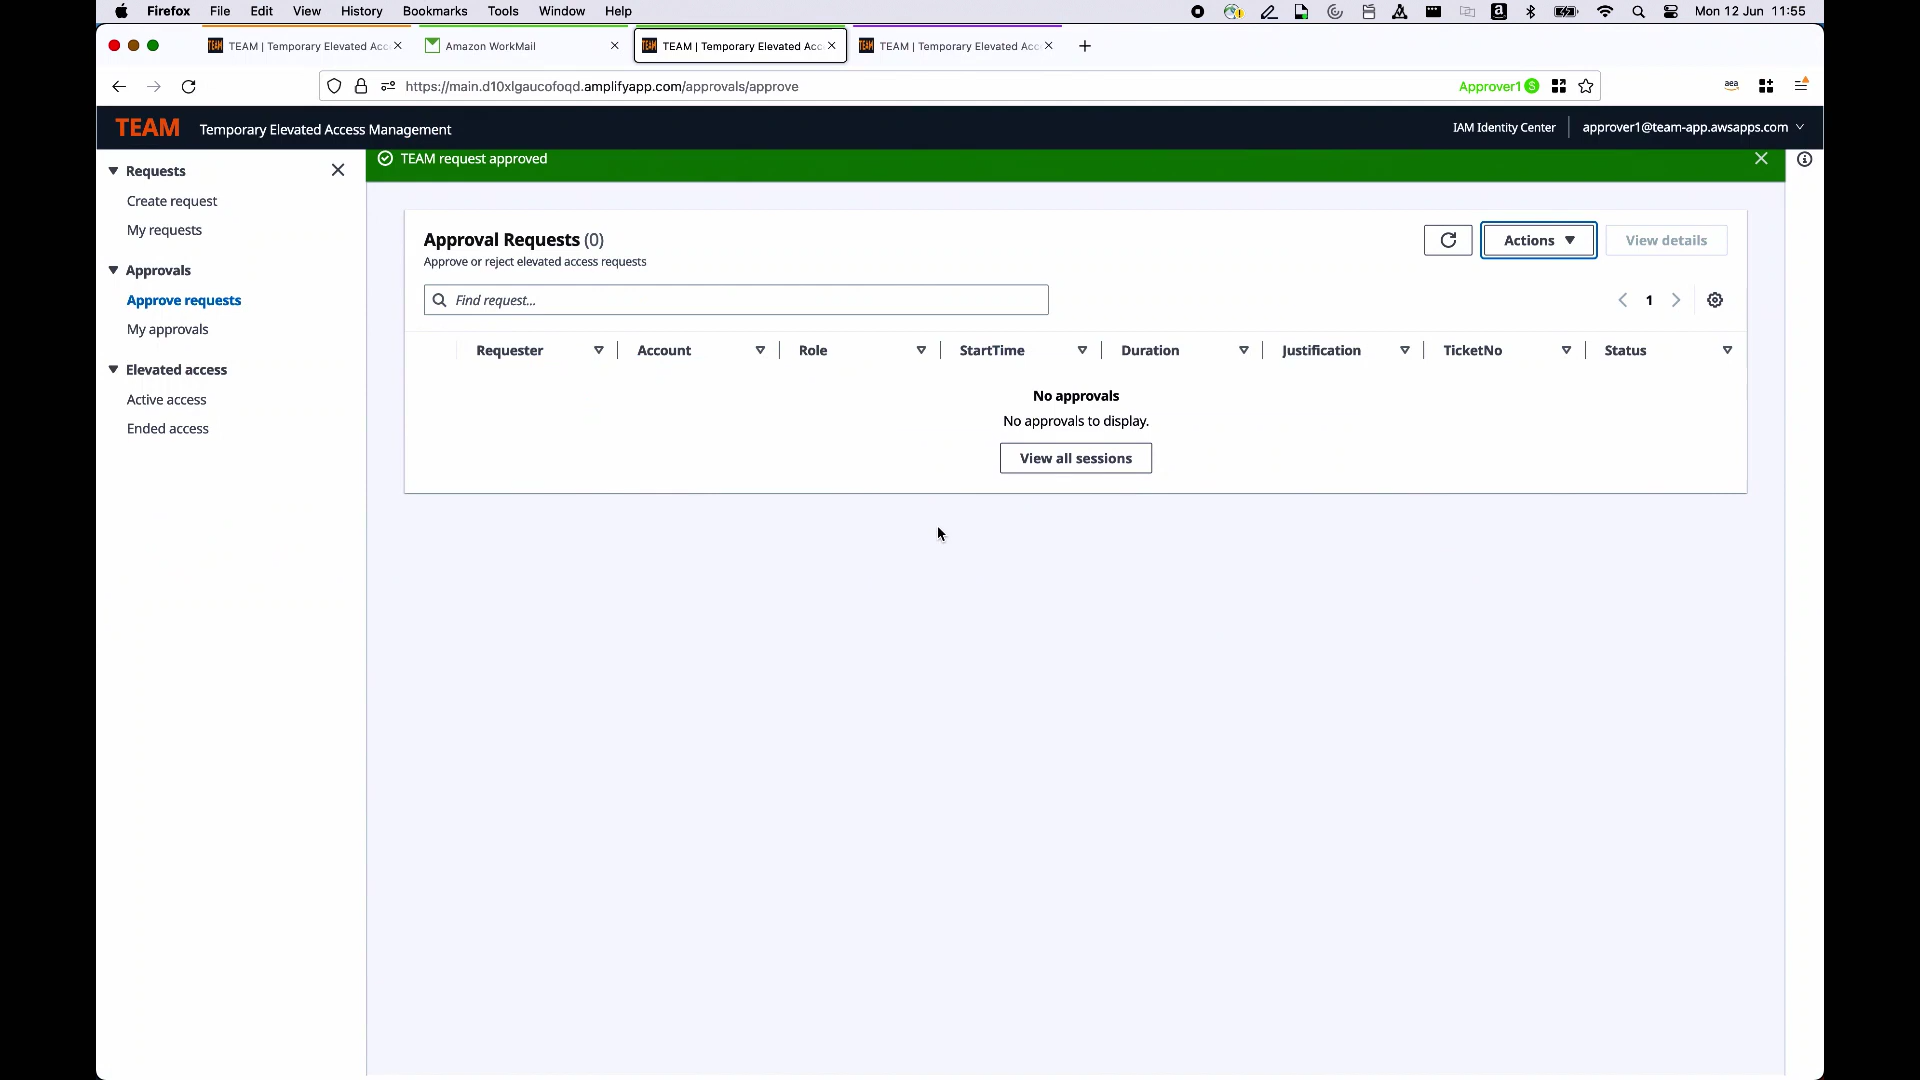 Firefox File Edit View History Bookmarks Tools Window Help Mon 12 Jun 11:55
TEAM | Temporary Elevated Acc Amazon WorkMail TEAM | Temporary Elevated Acc TEAM | Temporary Elevated Acc
https://main.d10xlgaucofoqd.amplifyapp.com/approvals/approve Approver1 aea
TEAM Temporary Elevated Access Management IAM Identity Center approver1@team-app.awsapps.com
Requests
Create request
My requests
Approvals
Approve requests
My approvals
Elevated access
Active access
Ended access
TEAM request approved
Approval Requests (0)
Approve or reject elevated access requests
Actions View details
Find request...
1
Requester Account Role StartTime Duration Justification TicketNo Status
No approvals
No approvals to display.
View all sessions